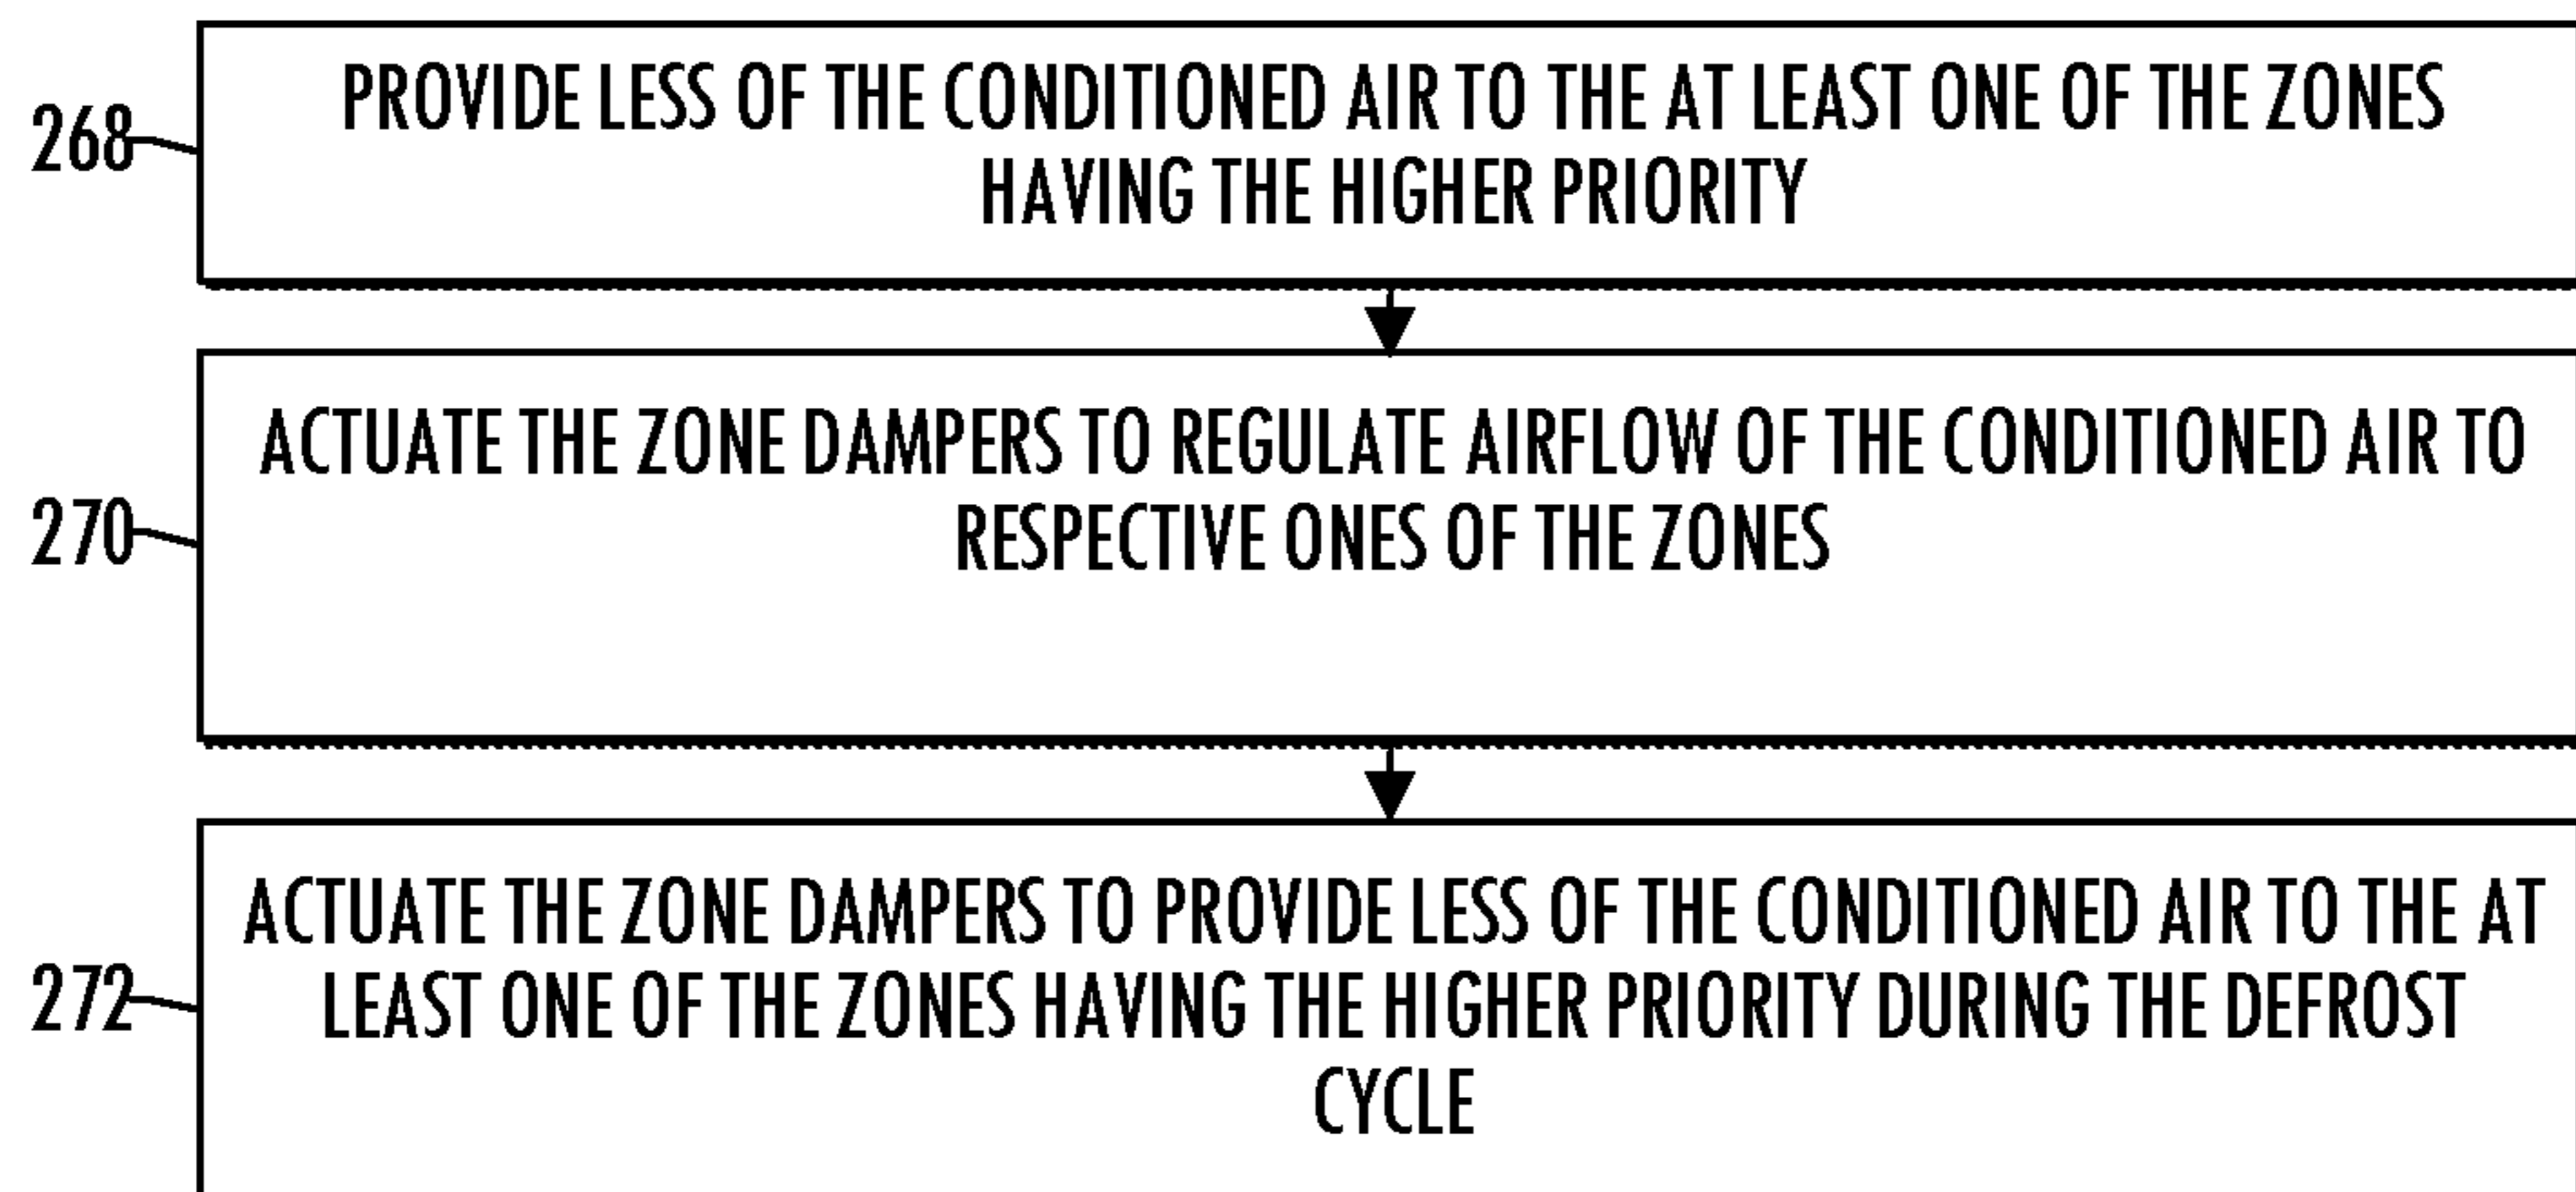 268
PROVIDE LESS OF THE CONDITIONED AIR TO THE AT LEAST ONE OF THE ZONES
HAVING THE HIGHER PRIORITY
270
ACTUATE THE ZONE DAMPERS TO REGULATE AIRFLOW OF THE CONDITIONED AIR TO
RESPECTIVE ONES OF THE ZONES
272
ACTUATE THE ZONE DAMPERS TO PROVIDE LESS OF THE CONDITIONED AIR TO THE AT
LEAST ONE OF THE ZONES HAVING THE HIGHER PRIORITY DURING THE DEFROST
CYCLE